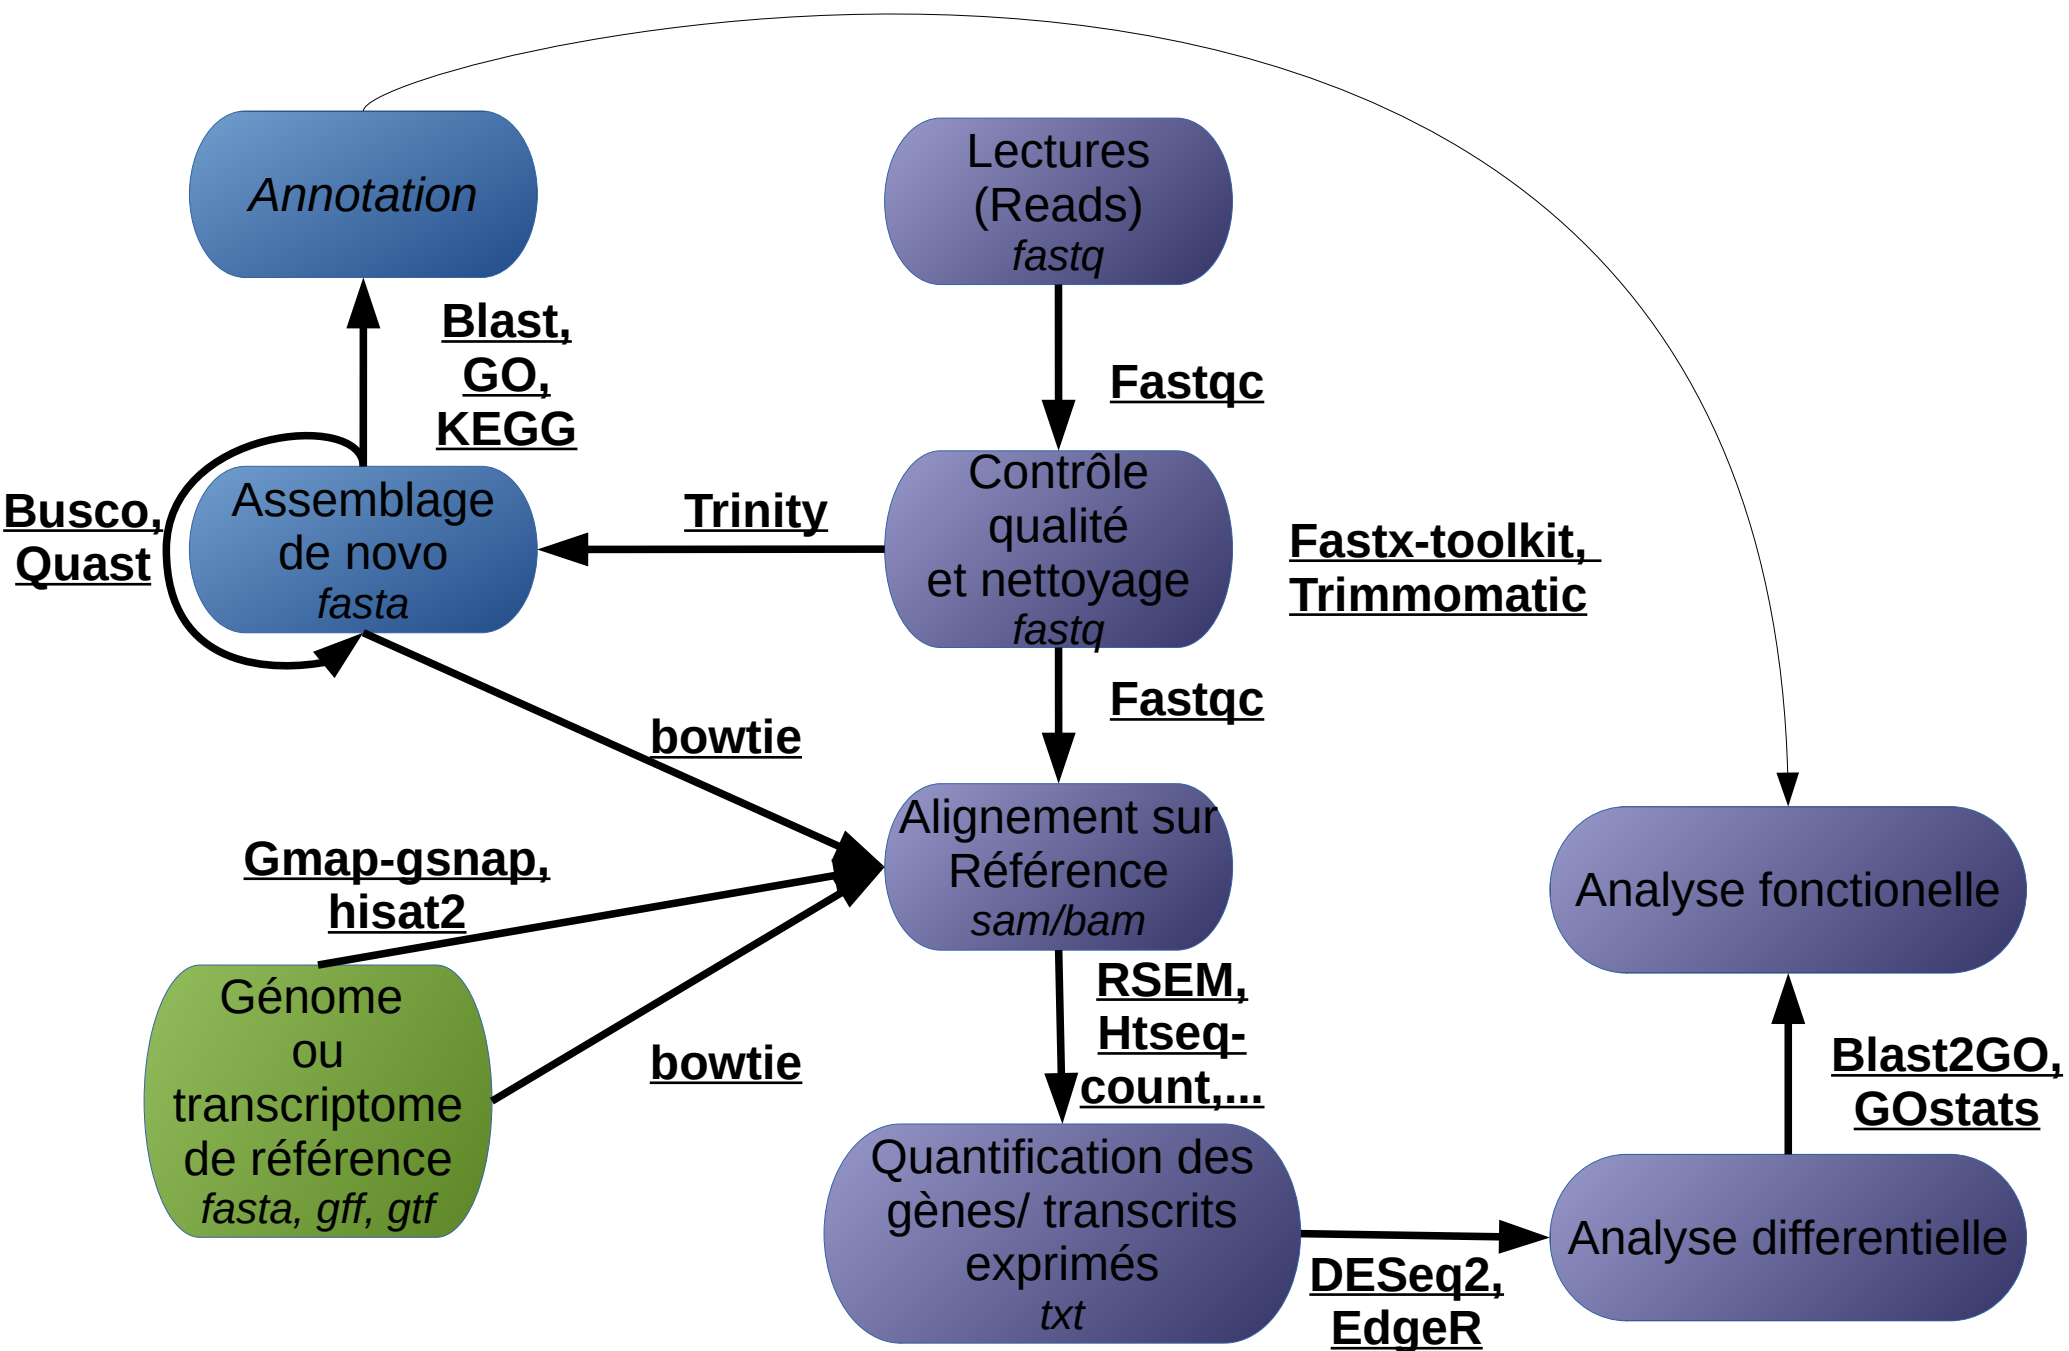 Annotation
Lectures
(Reads)
fastq
Blast,
GO,
KEGG
Fastqc
Busco,
Quast
Assemblage
de novo
fasta
Trinity
Contrôle
qualité
et nettoyage
fastq
Fastx-toolkit,
Trimmomatic
Fastqc
bowtie
Gmap-gsnap,
hisat2
Alignement sur
Référence
sam/bam
Analyse fonctionelle
Génome
ou
transcriptome
de référence
fasta, gff, gtf
bowtie
RSEM,
Htseq-
count,...
Blast2GO,
GOstats
Quantification des
gènes/ transcrits
exprimés
txt
DESeq2,
EdgeR
Analyse differentielle